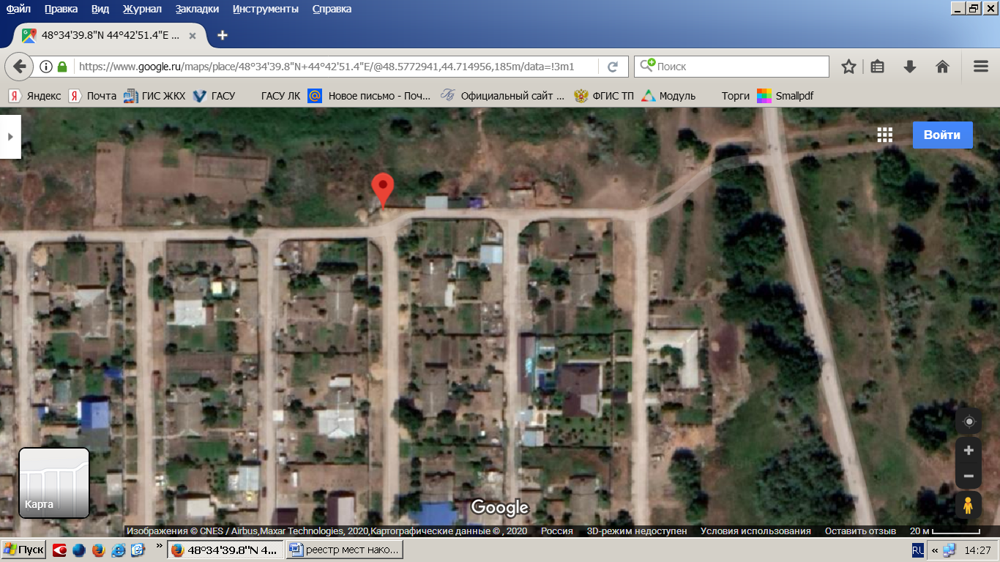 Файл Правка Вид Журнал Закладки Инструменты Справка
48°34'39.8"N 44°42'51.4"E ...
https://www.google.ru/maps/place/48°34'39.8"N+44°42'51.4"E/@48.5772941,44.714956,185m/data=!3m1
Поиск
Яндекс Почта ГИС ЖКХ ГАСУ ГАСУ ЛК Новое письмо - Поч... Официальный сайт ... ФГИС ТП Модуль Торги Smallpdf
Войти
Карта
Google
Изображения © CNES / Airbus,Maxar Technologies, 2020,Картографические данные © , 2020 Россия 3D-режим недоступен Условия использования Оставить отзыв 20 м
Пуск » 48°34'39.8"N 4... реестр мест нако... RU « 14:27